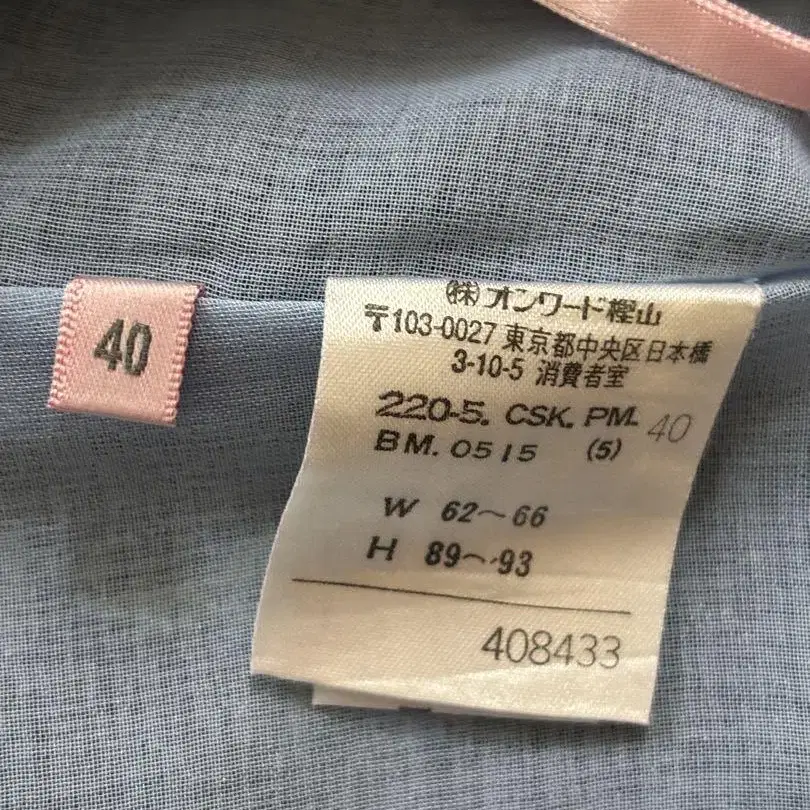 40
㈱オンワード樫山
〒103-0027 東京都中央区日本橋
3-10-5 消費者室
220-5. CSK. PM. 40
BM. 0515 (5)
W 62〜66
H 89〜93
408433